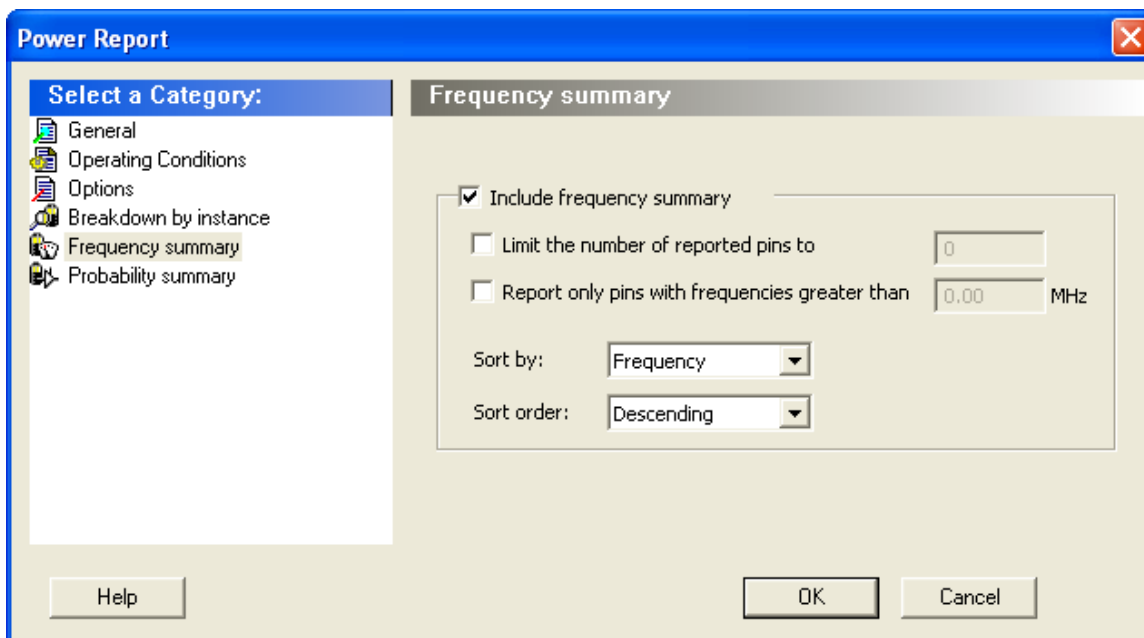 Power Report
Select a Category:
General
Operating Conditions
Options
Breakdown by instance
Frequency summary
Probability summary
Frequency summary
Include frequency summary
Limit the number of reported pins to 0
Report only pins with frequencies greater than 0.00 MHz
Sort by: Frequency
Sort order: Descending
Help
OK
Cancel